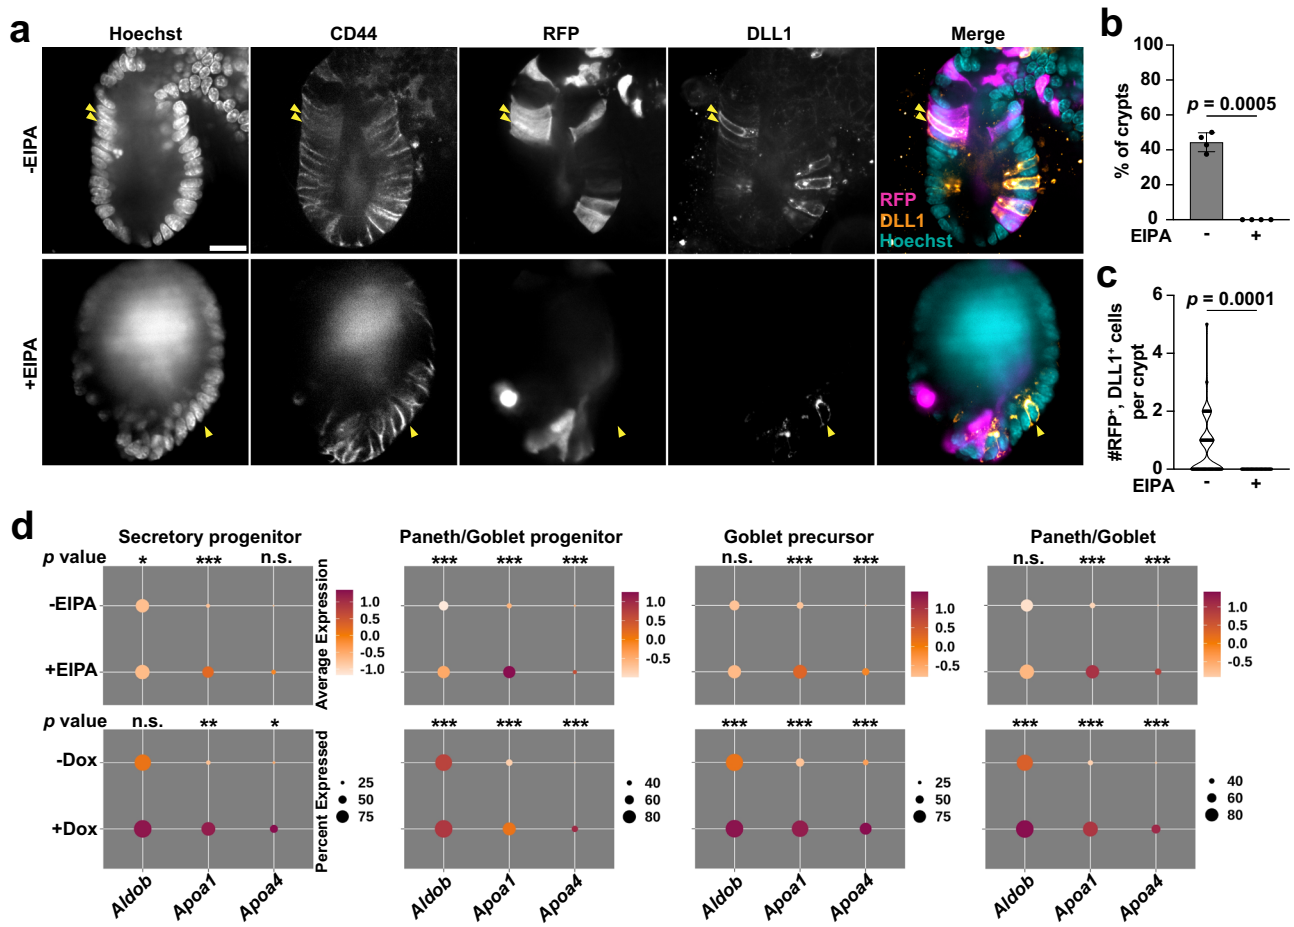 a
Hoechst CD44 RFP DLL1 Merge
-EIPA
RFP
DLL1
Hoechst
+EIPA
b
% of crypts
100
80
60
40
20
0
p = 0.0005
EIPA - +
c
#RFP⁺, DLL1⁺ cells
per crypt
6
4
2
0
p = 0.0001
EIPA - +
d
Secretory progenitor Paneth/Goblet progenitor Goblet precursor Paneth/Goblet
p value * *** n.s. *** *** *** n.s. *** *** n.s. *** ***
-EIPA
+EIPA
Average Expression
1.0
0.5
0.0
-1.0
1.0
0.5
0.0
-0.5
1.0
0.5
0.0
-0.5
1.0
0.5
0.0
-0.5
p value n.s. ** * *** *** *** *** *** *** *** *** ***
-Dox
+Dox
Percent Expressed
25
50
75
40
60
80
25
50
75
40
60
80
Aldob Apoa1 Apoa4 Aldob Apoa1 Apoa4 Aldob Apoa1 Apoa4 Aldob Apoa1 Apoa4